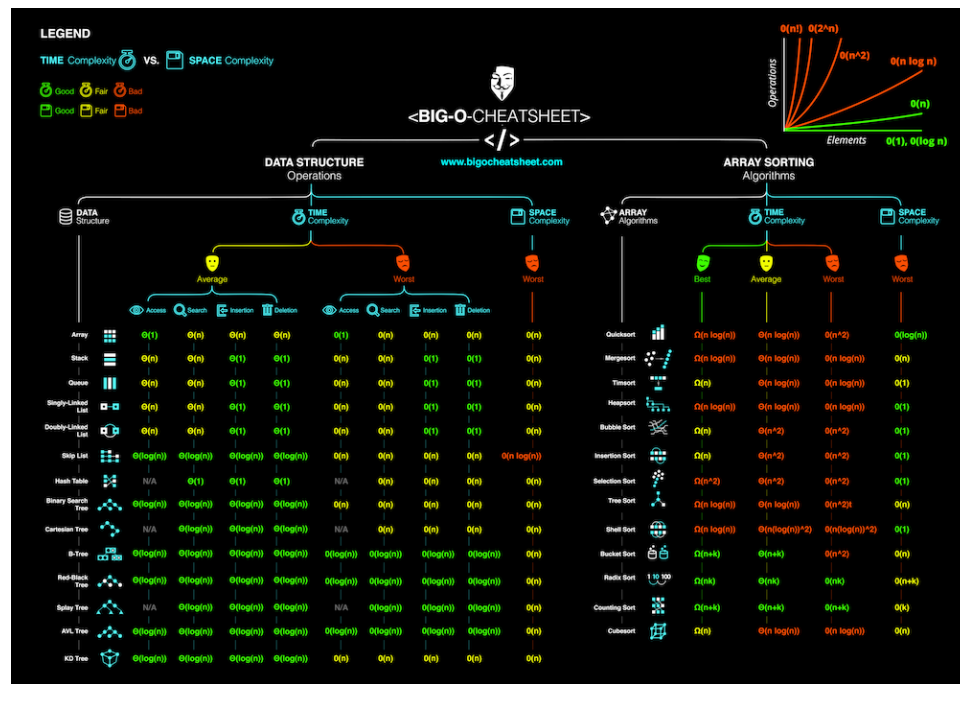 LEGEND
TIME Complexity VS. SPACE Complexity
Good Fair Bad
Good Fair Bad
O(n!) O(2^n)
O(n^2)
O(n log n)
O(n)
O(1), O(log n)
Operations
Elements
<BIG-O-CHEATSHEET>
</>
www.bigocheatsheet.com
DATA STRUCTURE
Operations
DATA
Structure
TIME
Complexity
SPACE
Complexity
Average Worst Worst
Access Search Insertion Deletion Access Search Insertion Deletion
Array Θ(1) Θ(n) Θ(n) Θ(n) O(1) O(n) O(n) O(n) O(n)
Stack Θ(n) Θ(n) Θ(1) Θ(1) O(n) O(n) O(1) O(1) O(n)
Queue Θ(n) Θ(n) Θ(1) Θ(1) O(n) O(n) O(1) O(1) O(n)
Singly-Linked
List Θ(n) Θ(n) Θ(1) Θ(1) O(n) O(n) O(1) O(1) O(n)
Doubly-Linked
List Θ(n) Θ(n) Θ(1) Θ(1) O(n) O(n) O(1) O(1) O(n)
Skip List Θ(log(n)) Θ(log(n)) Θ(log(n)) Θ(log(n)) O(n) O(n) O(n) O(n) O(n log(n))
Hash Table N/A Θ(1) Θ(1) Θ(1) N/A O(n) O(n) O(n) O(n)
Binary Search
Tree Θ(log(n)) Θ(log(n)) Θ(log(n)) Θ(log(n)) O(n) O(n) O(n) O(n) O(n)
Cartesian Tree N/A Θ(log(n)) Θ(log(n)) Θ(log(n)) N/A O(n) O(n) O(n) O(n)
B-Tree Θ(log(n)) Θ(log(n)) Θ(log(n)) Θ(log(n)) O(log(n)) O(log(n)) O(log(n)) O(log(n)) O(n)
Red-Black
Tree Θ(log(n)) Θ(log(n)) Θ(log(n)) Θ(log(n)) O(log(n)) O(log(n)) O(log(n)) O(log(n)) O(n)
Splay Tree N/A Θ(log(n)) Θ(log(n)) Θ(log(n)) N/A O(log(n)) O(log(n)) O(log(n)) O(n)
AVL Tree Θ(log(n)) Θ(log(n)) Θ(log(n)) Θ(log(n)) O(log(n)) O(log(n)) O(log(n)) O(log(n)) O(n)
KD Tree Θ(log(n)) Θ(log(n)) Θ(log(n)) Θ(log(n)) O(n) O(n) O(n) O(n) O(n)
ARRAY SORTING
Algorithms
ARRAY
Algorithms
TIME
Complexity
SPACE
Complexity
Best Average Worst Worst
Quicksort Ω(n log(n)) Θ(n log(n)) O(n^2) O(log(n))
Mergesort Ω(n log(n)) Θ(n log(n)) O(n log(n)) O(n)
Timsort Ω(n) Θ(n log(n)) O(n log(n)) O(1)
Heapsort Ω(n log(n)) Θ(n log(n)) O(n log(n)) O(1)
Bubble Sort Ω(n) Θ(n^2) O(n^2) O(1)
Insertion Sort Ω(n) Θ(n^2) O(n^2) O(1)
Selection Sort Ω(n^2) Θ(n^2) O(n^2) O(1)
Tree Sort Ω(n log(n)) Θ(n log(n)) O(n^2)t O(n)
Shell Sort Ω(n log(n)) Θ(n(log(n))^2) O(n(log(n))^2) O(1)
Bucket Sort Ω(n+k) Θ(n+k) O(n^2) O(n)
Radix Sort 1 10 100 Ω(nk) Θ(nk) O(nk) O(n+k)
Counting Sort Ω(n+k) Θ(n+k) O(n+k) O(k)
Cubesort Ω(n) Θ(n log(n)) O(n log(n)) O(n)